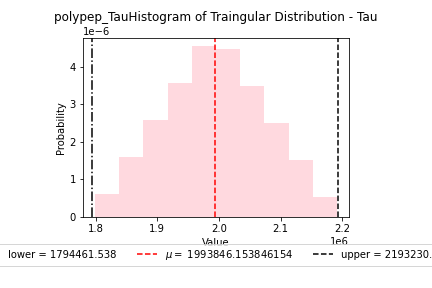 polypep_TauHistogram of Traingular Distribution - Tau
1e−6
4
3
2
1
0
Probability
1.8 1.9 2.0 2.1 2.2
Value
1e6
lower = 1794461.538 μ = 1993846.153846154 upper = 2193230.